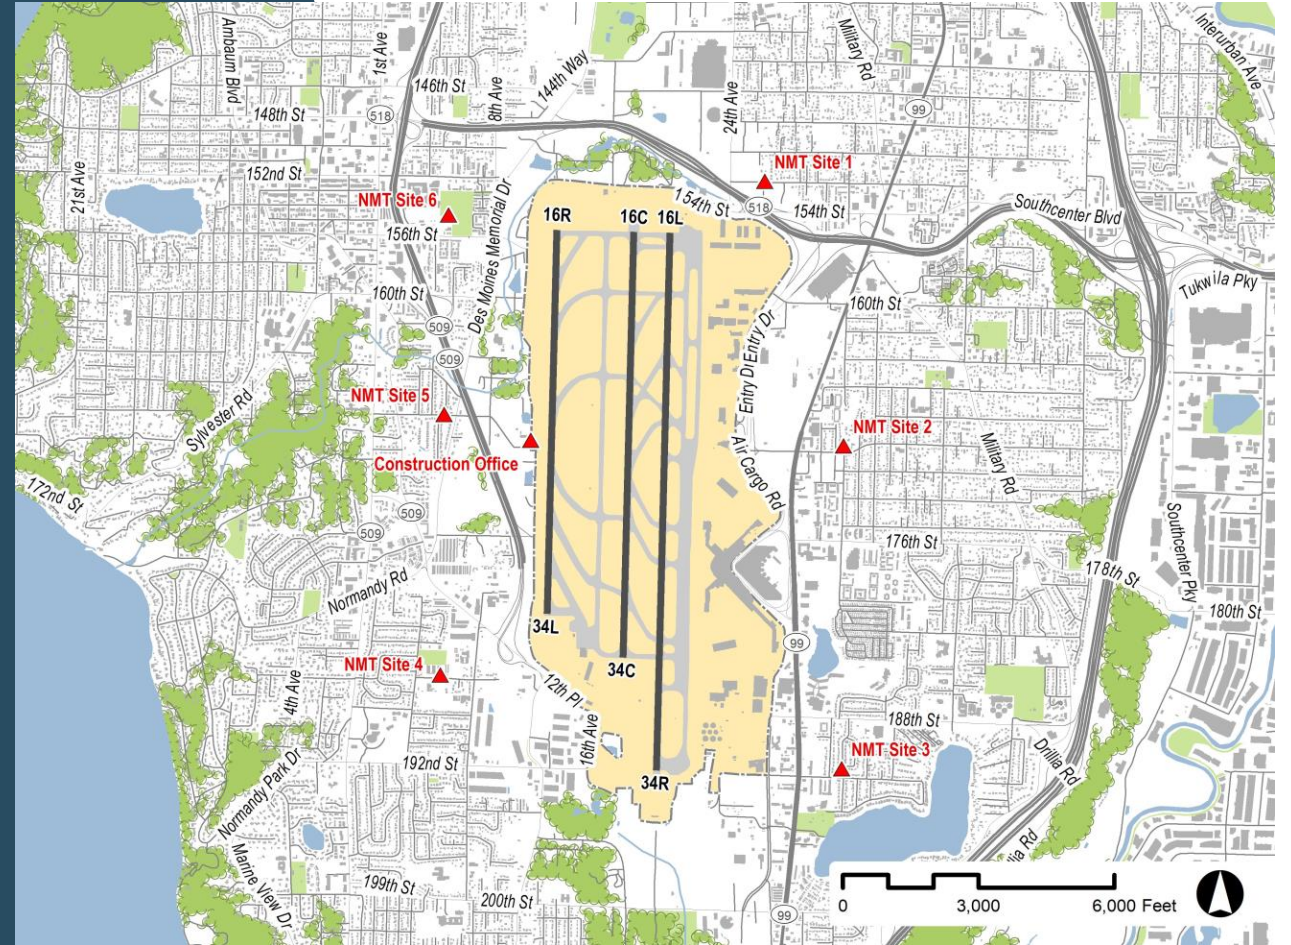 Ambaum Blvd
1st Ave
146th St
8th Ave
144th Way
24th Ave
Military Rd
Interurban Ave
148th St
518
99
152nd St
21st Ave
NMT Site 1
NMT Site 6
156th St
Des Moines Memorial Dr
154th St
518
154th St
Southcenter Blvd
16R
16C
16L
Tukwila Pky
160th St
160th St
509
509
Entry Dr
Entry Dr
NMT Site 5
Sylvester Rd
Construction Office
NMT Site 2
Air Cargo Rd
Military Rd
172nd St
509
509
Southcenter Pky
176th St
178th St
Normandy Rd
180th St
34L
99
34C
NMT Site 4
12th Pl
4th Ave
16th Ave
188th St
Drillia Rd
NMT Site 3
192nd St
34R
Normandy Park Dr
Marine View Dr
lia Rd
199th St
200th St
99
0
3,000
6,000 Feet